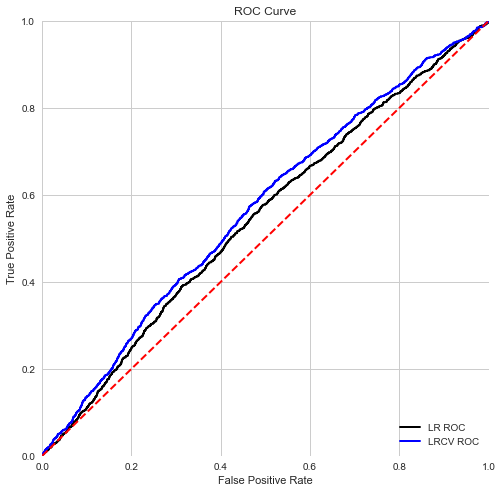 ROC Curve
True Positive Rate
1.0
0.8
0.6
0.4
0.2
0.0
LR ROC
LRCV ROC
0.0 0.2 0.4 0.6 0.8 1.0
False Positive Rate